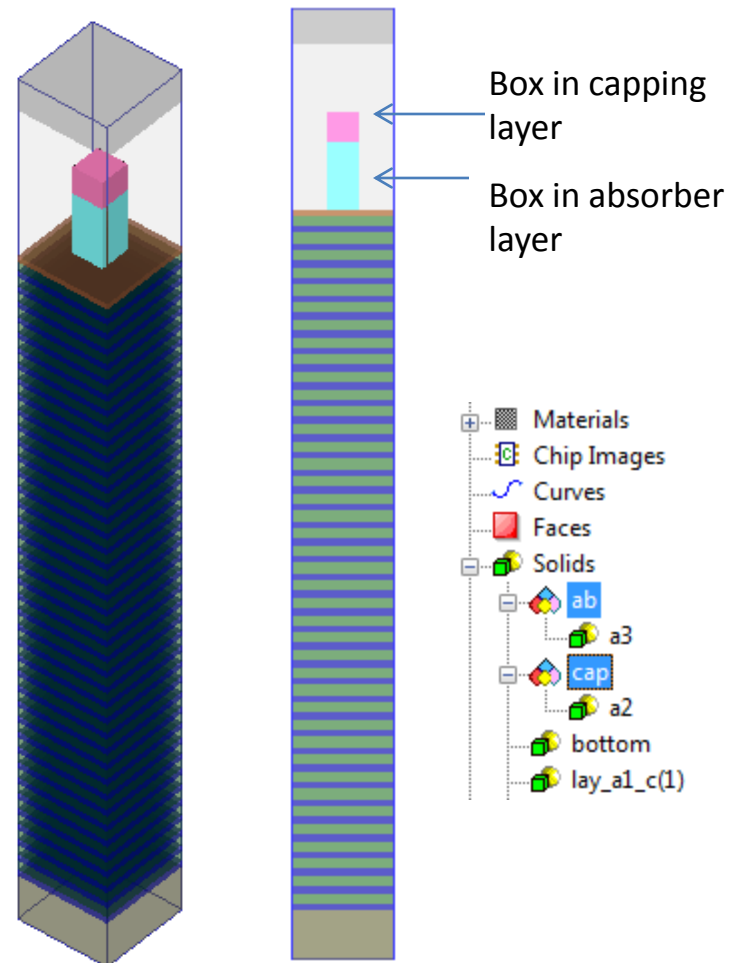 Box in capping
layer
Box in absorber
layer
Materials
C
Chip Images
Curves
Faces
Solids
ab
a3
cap
a2
bottom
lay_a1_c(1)